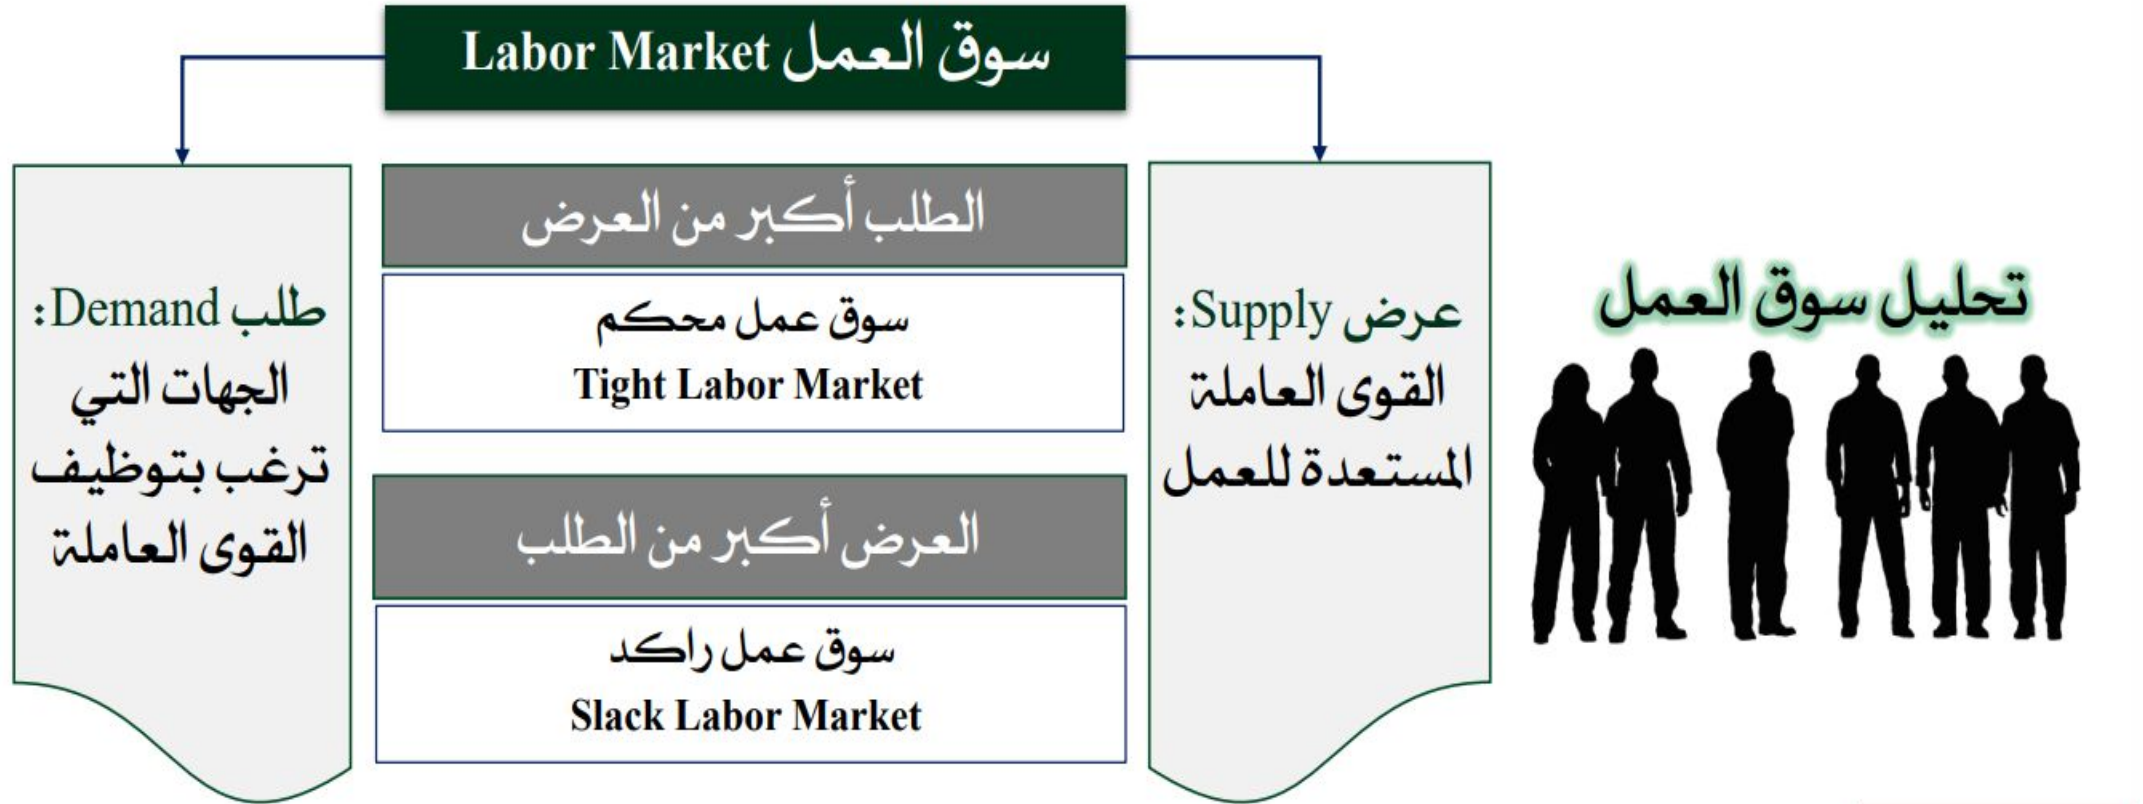 سوق العمل Labor Market
تحليل سوق العمل
عرض Supply:
القوى العاملة
المستعدة للعمل
الطلب أكبر من العرض
سوق عمل محكم
Tight Labor Market
العرض أكبر من الطلب
سوق عمل راكد
Slack Labor Market
طلب Demand:
الجهات التي
ترغب بتوظيف
القوى العاملة